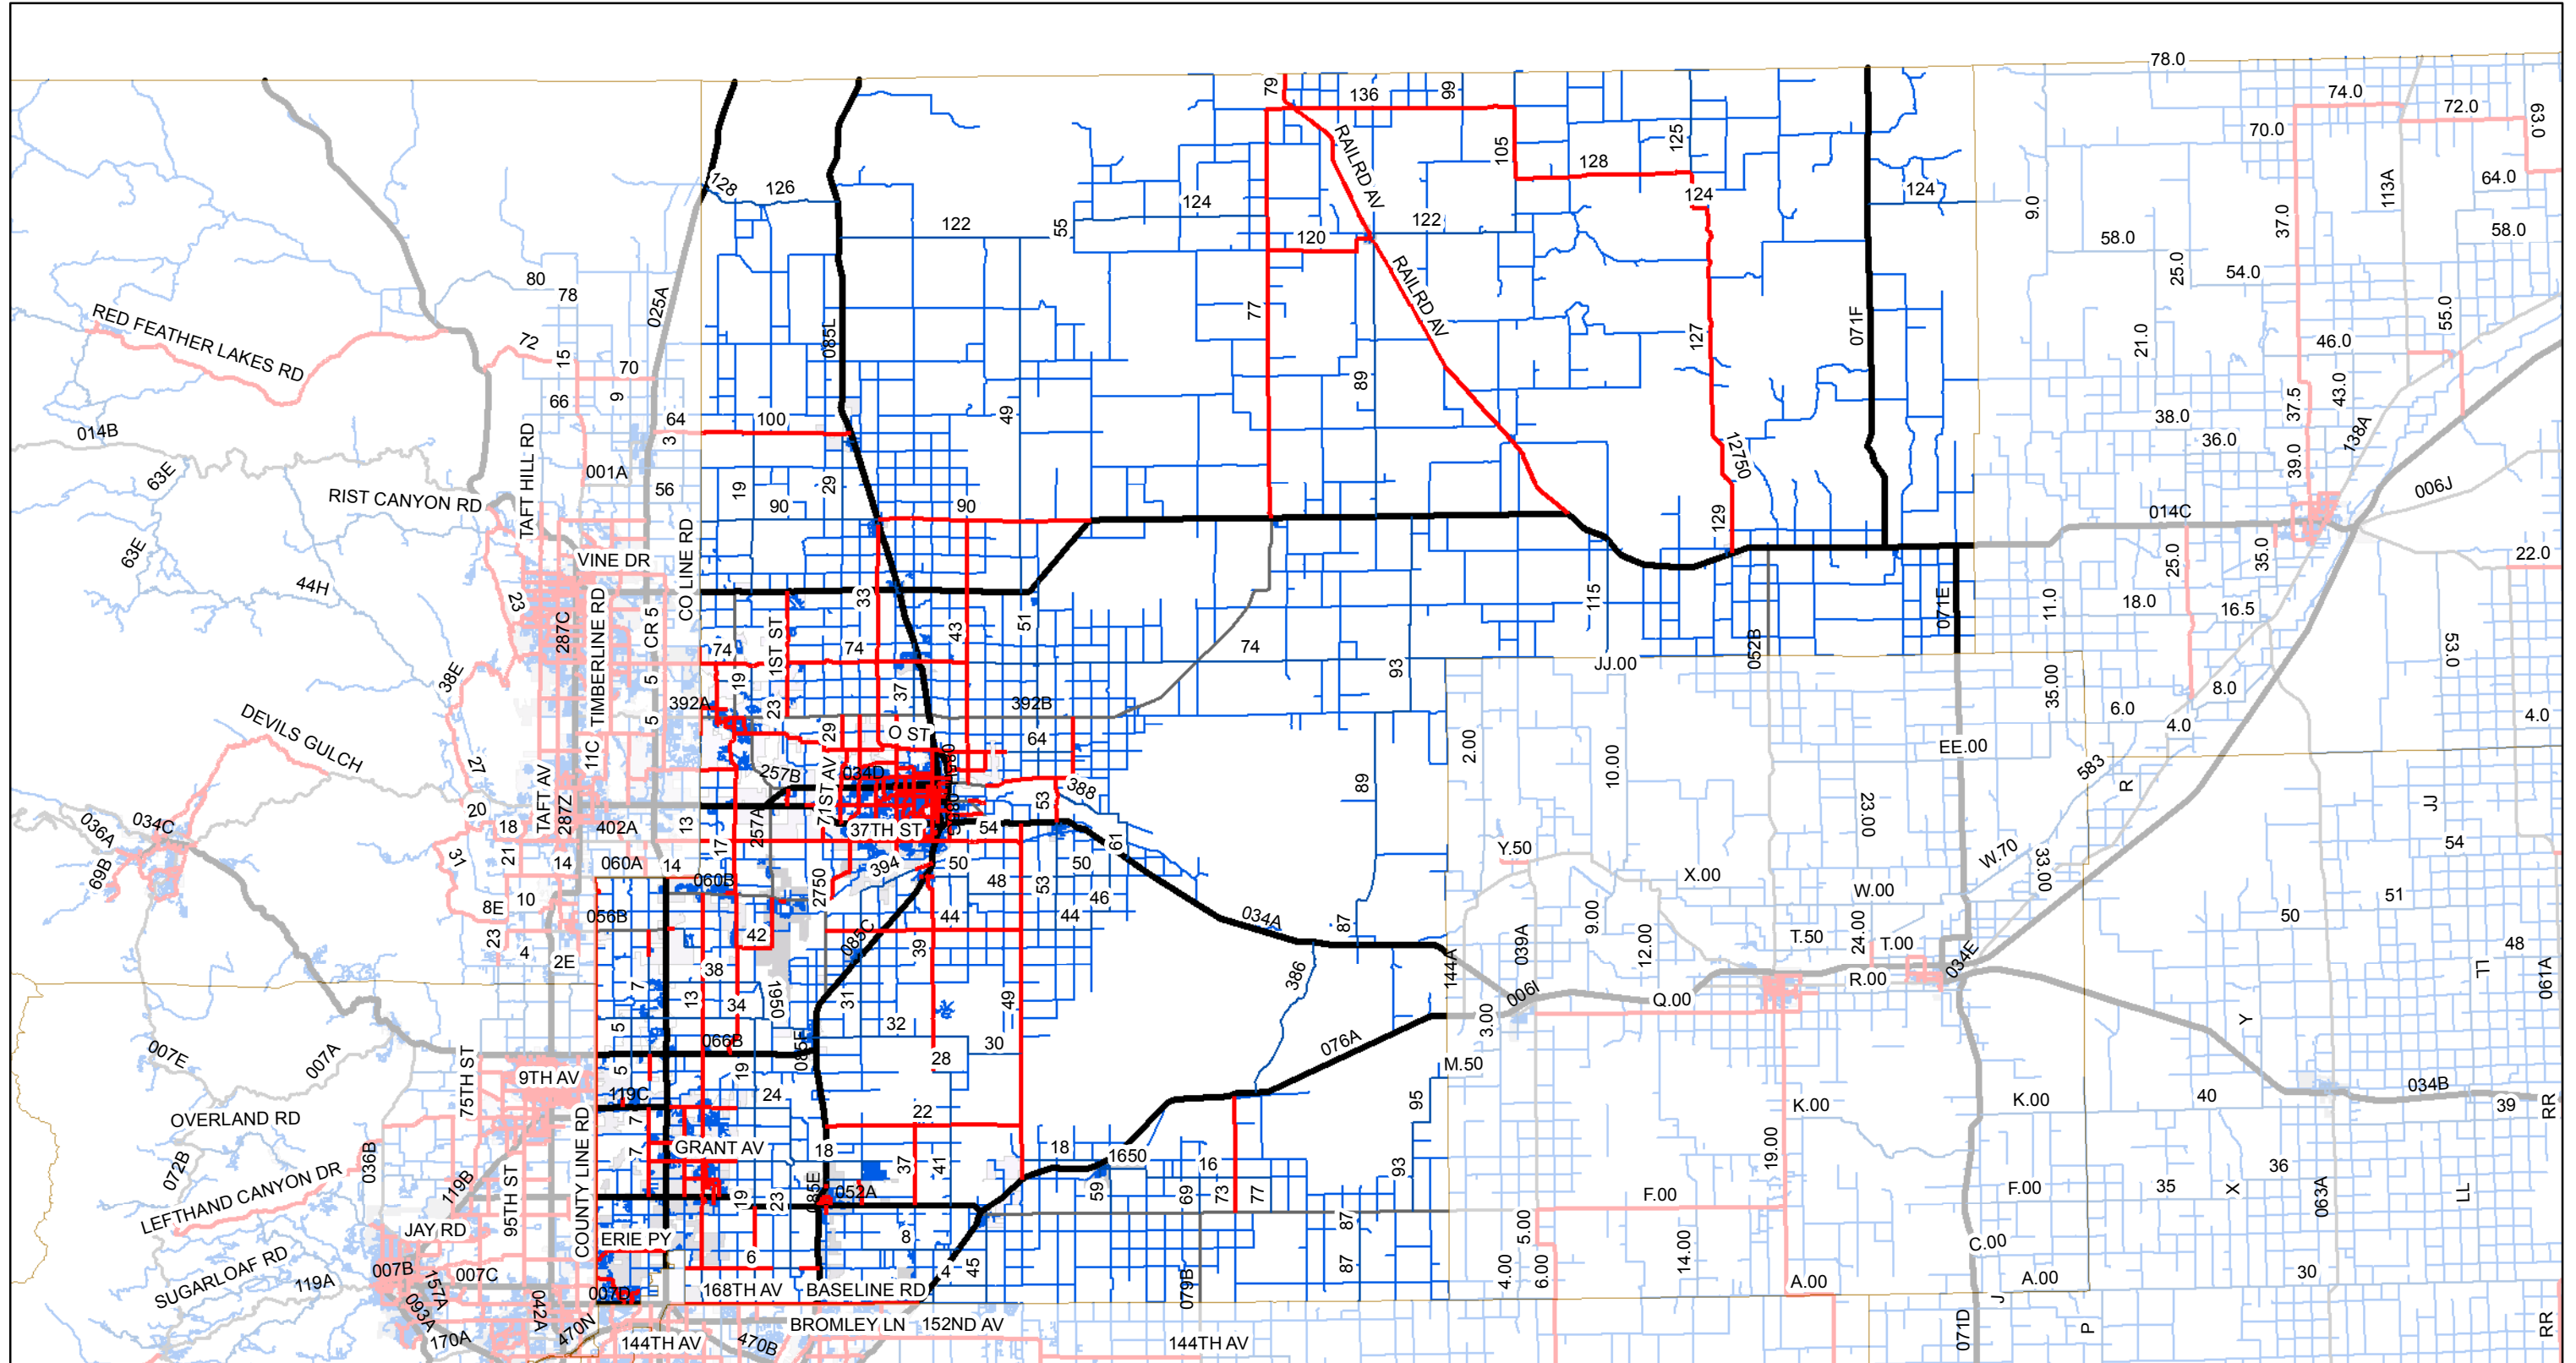 78.0
79
136
99
74.0
72.0
63.0
70.0
RAILRD AV
105
125
128
113A
64.0
128
126
124
124
124
9.0
37.0
122
55
122
120
58.0
58.0
80
78
25.0
54.0
025A
085L
77
RAILRD AV
127
071F
21.0
55.0
RED FEATHER LAKES RD
72
15
70
46.0
66
9
89
49
37.5
43.0
64
100
38.0
014B
TAFT HILL RD
3
36.0
138A
63E
001A
12750
39.0
RIST CANYON RD
56
19
29
90
90
006J
014C
CO LINE RD
129
63E
VINE DR
25.0
35.0
22.0
44H
23
287C
TIMBERLINE RD
CR 5
33
43
51
115
071E
11.0
18.0
16.5
1ST ST
74
74
74
052B
53.0
38E
5
19
93
JJ.00
37
35.00
8.0
392A
23
392B
6.0
4.0
4.0
DEVILS GULCH
5
29
O ST
64
2.00
10.00
EE.00
11C
27
257B
034D
388
89
583
R
TAFT AV
287Z
71ST AV
53
23.00
JJ
20
036A
034C
18
402A
13
257A
37TH ST
54
61
54
31
21
14
060A
14
17
394
50
50
Y.50
W.70
33.00
69B
060B
2750
48
53
X.00
W.00
51
8E
10
056B
44
46
44
034A
87
9.00
50
23
4
2E
42
085C
39
12.00
T.50
24.00
T.00
48
38
386
144A
039A
034E
LL
061A
7
13
34
1950
31
49
006I
Q.00
R.00
5
32
3.00
Y
007E
007A
75TH ST
066B
085F
28
30
076A
M.50
9TH AV
5
19
119C
24
034B
OVERLAND RD
COUNTY LINE RD
7
22
95
K.00
K.00
40
39
RR
072B
036B
GRANT AV
18
18
1650
19.00
LEFTHAND CANYON DR
119B
95TH ST
7
37
41
16
93
36
19
23
085E
052A
59
69
73
77
F.00
F.00
35
X
063A
LL
JAY RD
ERIE PY
8
87
5.00
SUGARLOAF RD
119A
007B
007C
157A
6
4
45
87
4.00
6.00
14.00
C.00
30
093A
042A
007D
168TH AV
BASELINE RD
079B
A.00
A.00
J
170A
470N
144TH AV
470B
BROMLEY LN
152ND AV
144TH AV
071D
P
RR